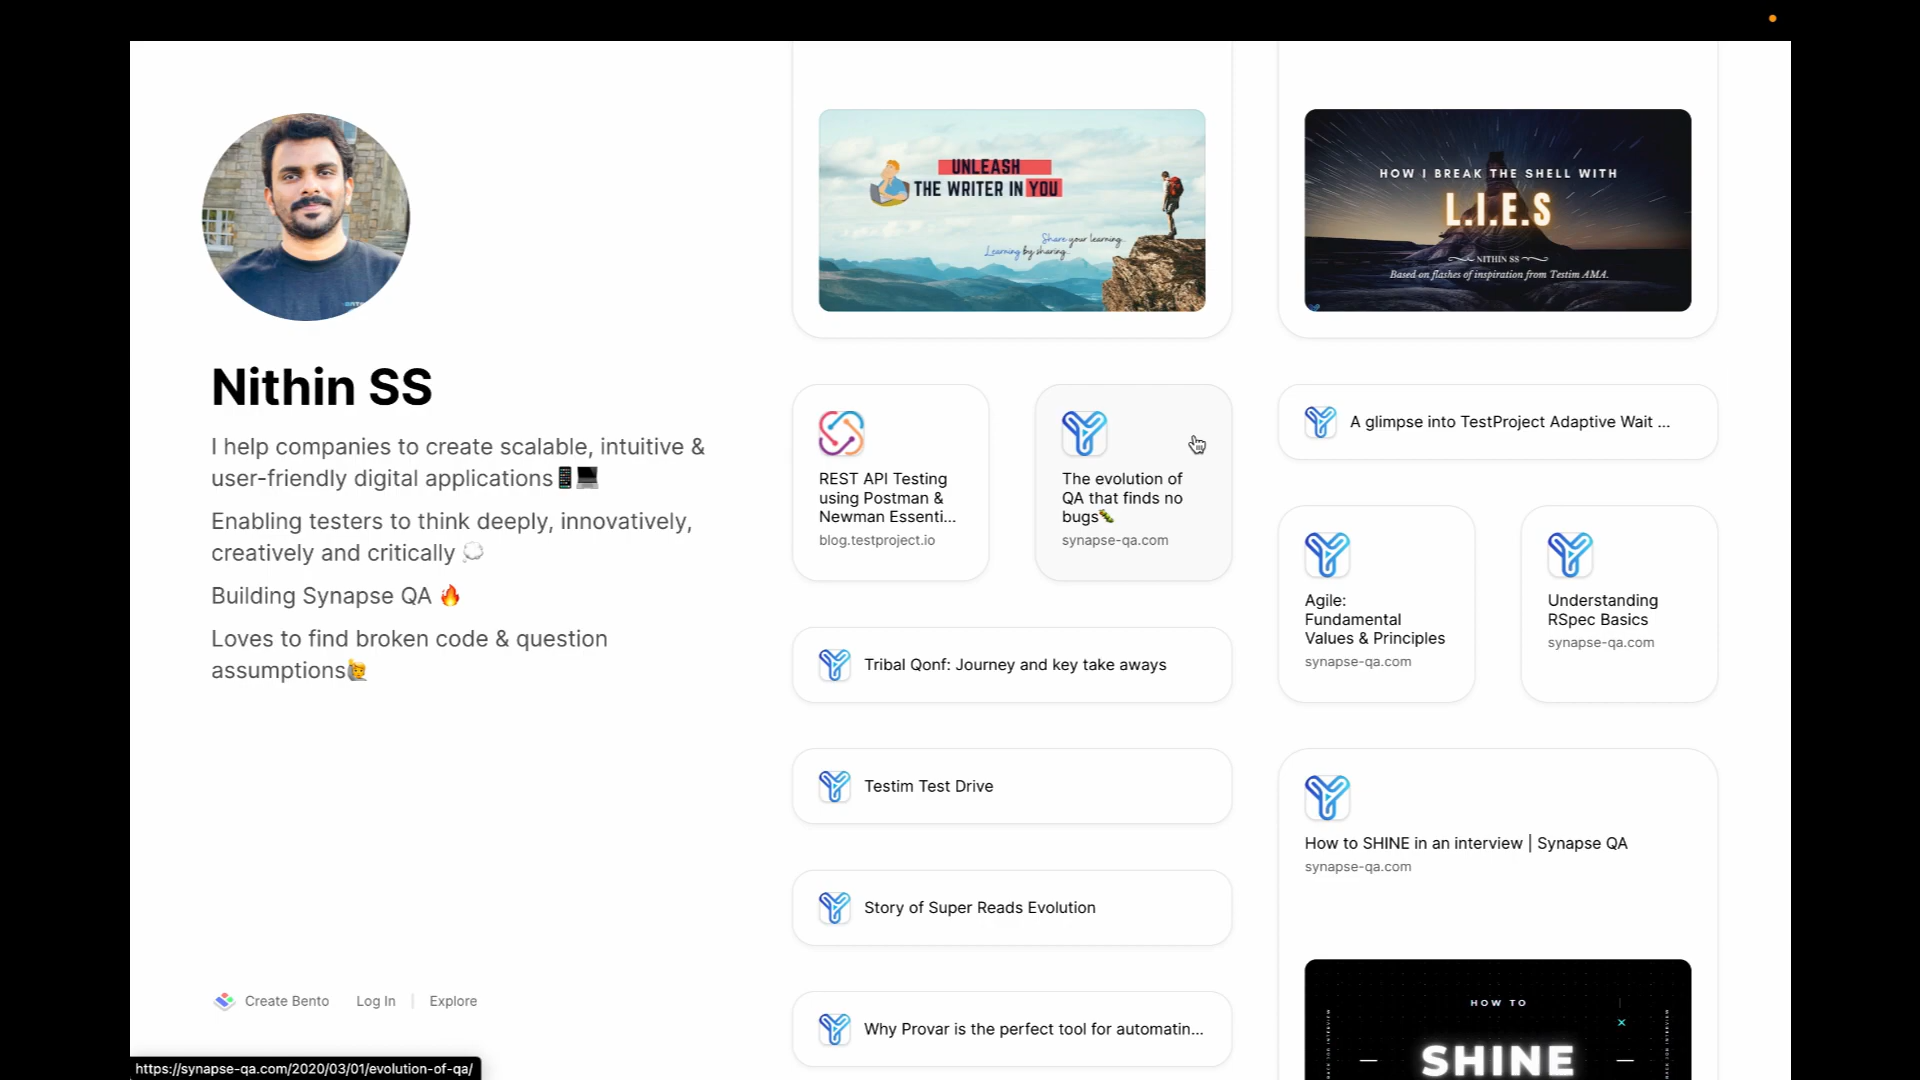 Nithin SS
I help companies to create scalable, intuitive &
user-friendly digital applications📱💻
Enabling testers to think deeply, innovatively,
creatively and critically 💭
Building Synapse QA 🔥
Loves to find broken code & question
assumptions🙋
Create Bento
Log In
Explore
https://synapse-qa.com/2020/03/01/evolution-of-qa/
UNLEASH
THE WRITER IN YOU
Share your learning..
Learning by sharing..
REST API Testing
using Postman &
Newman Essenti...
blog.testproject.io
The evolution of
QA that finds no
bugs🐛
synapse-qa.com
Tribal Qonf: Journey and key take aways
Testim Test Drive
Story of Super Reads Evolution
Why Provar is the perfect tool for automatin...
HOW I BREAK THE SHELL WITH
L.I.E.S
NITHIN SS
Based on flashes of inspiration from Testim AMA.
A glimpse into TestProject Adaptive Wait ...
Agile:
Fundamental
Values & Principles
synapse-qa.com
Understanding
RSpec Basics
synapse-qa.com
How to SHINE in an interview | Synapse QA
synapse-qa.com
HOW TO
SHINE